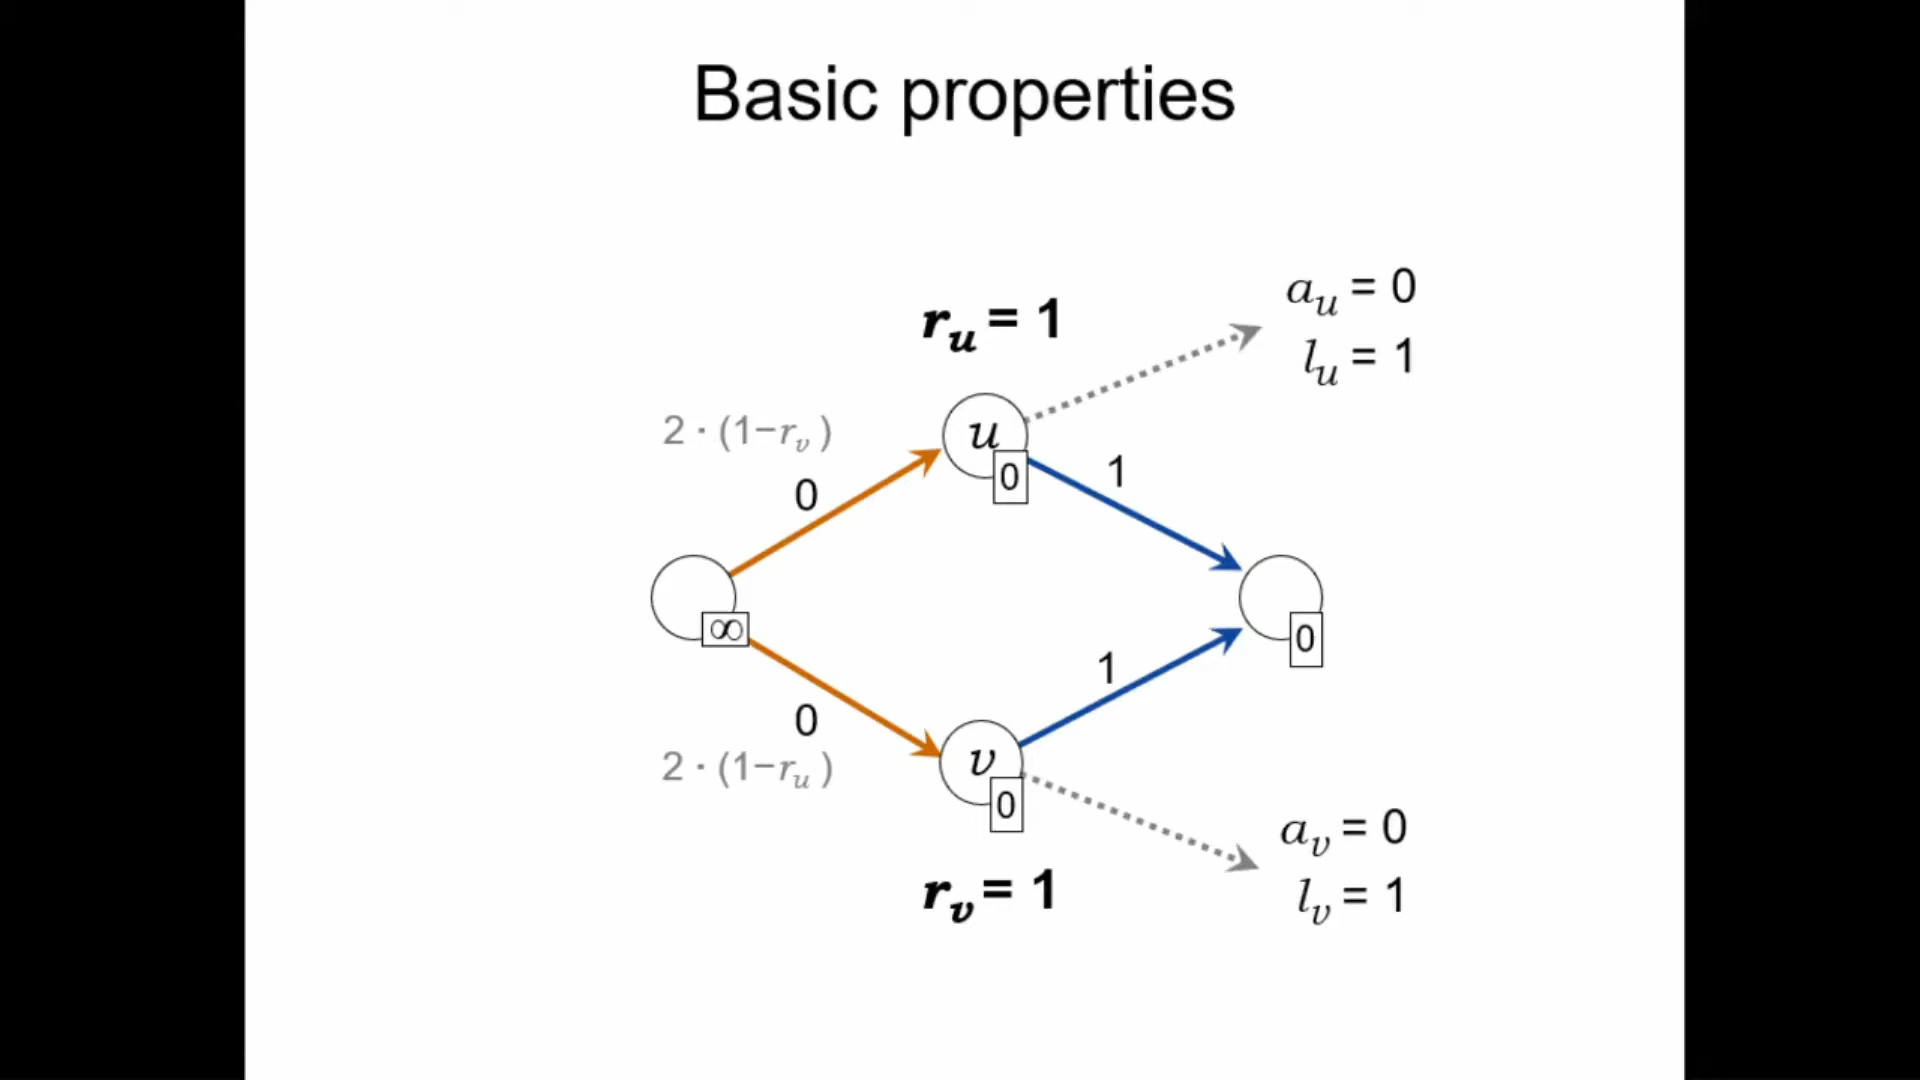 Basic properties
a_u = 0
r_u = 1
l_u = 1
2 · (1−r_v )
u
0
1
0
∞
0
1
0
2 · (1−r_u )
v
0
a_v = 0
r_v = 1
l_v = 1